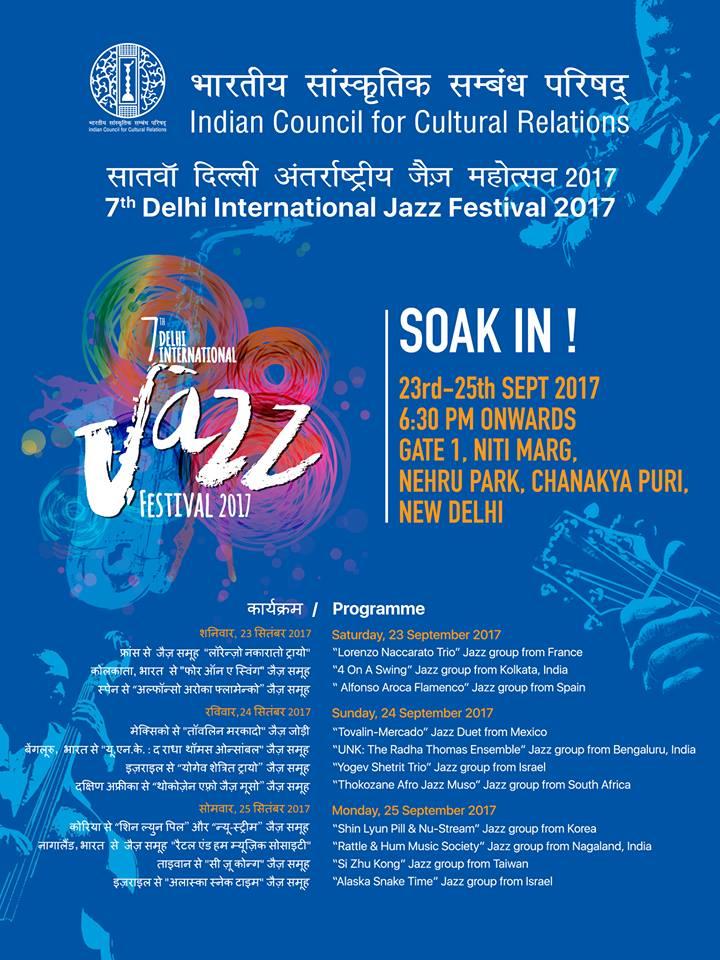 भारतीय सांस्कृतिक सम्बंध परिषद्
Indian Council for Cultural Relations
भारतीय सांस्कृतिक सम्बंध परिषद्
Indian Council for Cultural Relations
सातवॉ दिल्ली अंतर्राष्ट्रीय जैज़ महोत्सव 2017
7th Delhi International Jazz Festival 2017
7TH DELHI
INTERNATIONAL
Jazz
FESTIVAL 2017
SOAK IN !
23rd-25th SEPT 2017
6:30 PM ONWARDS
GATE 1, NITI MARG,
NEHRU PARK, CHANAKYA PURI,
NEW DELHI
कार्यक्रम / Programme
शनिवार, 23 सितंबर 2017
फ्रांस से जैज़ समूह "लॉरेन्ज़ो नकारातो ट्रायो"
कोलकाता, भारत से "फोर ऑन ए स्विंग" जैज़ समूह
स्पेन से "अल्फॉन्सो अरोका फ्लामेन्को" जैज़ समूह
रविवार,24 सितंबर 2017
मेक्सिको से "तॉवलिन मरकादो" जैज़ जोड़ी
बेंगलूरु, भारत से "यू.एन.के. : द राधा थॉमस ओन्सांबल" जैज़ समूह
इज़राइल से "योगेव शेत्रित ट्रायो" जैज़ समूह
दक्षिण अफ्रीका से "थोकोज़ेन एफ्रो जैज़ मूसो" जैज़ समूह
सोमवार, 25 सितंबर 2017
कोरिया से "शिन ल्युन पिल" और "न्यू-स्ट्रीम" जैज़ समूह
नागालैंड,भारत से जैज़ समूह "रैटल एंड हम म्यूज़िक सोसाइटी"
ताइवान से "सी ज़ू कोन्ग" जैज़ समूह
इज़राइल से "अलास्का स्नेक टाइम" जैज़ समूह
Saturday, 23 September 2017
"Lorenzo Naccarato Trio" Jazz group from France
"4 On A Swing" Jazz group from Kolkata, India
" Alfonso Aroca Flamenco" Jazz group from Spain
Sunday, 24 September 2017
"Tovalin-Mercado" Jazz Duet from Mexico
"UNK: The Radha Thomas Ensemble" Jazz group from Bengaluru, India
"Yogev Shetrit Trio" Jazz group from Israel
"Thokozane Afro Jazz Muso" Jazz group from South Africa
Monday, 25 September 2017
"Shin Lyun Pill & Nu-Stream" Jazz group from Korea
"Rattle & Hum Music Society" Jazz group from Nagaland, India
"Si Zhu Kong" Jazz group from Taiwan
"Alaska Snake Time" Jazz group from Israel